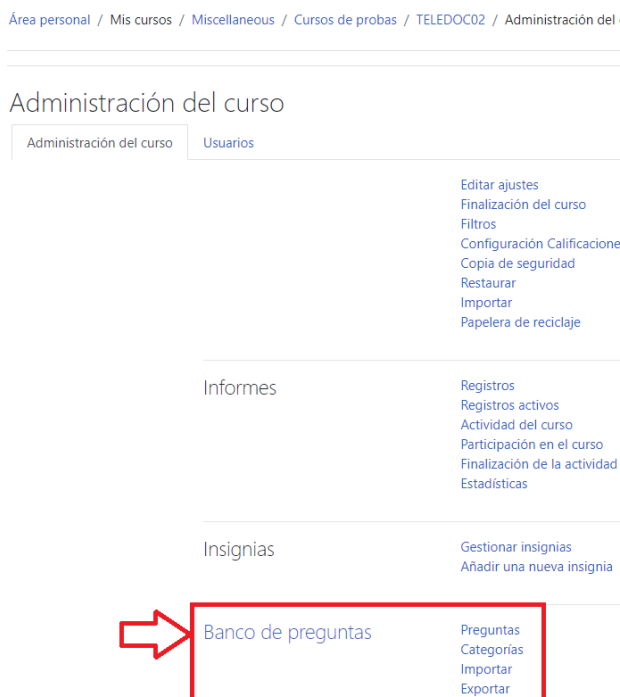 Área personal / Mis cursos / Miscellaneous / Cursos de probas / TELEDOC02 / Administración del
Administración del curso
Administración del curso Usuarios
Editar ajustes
Finalización del curso
Filtros
Configuración Calificacione
Copia de seguridad
Restaurar
Importar
Papelera de reciclaje
Informes
Registros
Registros activos
Actividad del curso
Participación en el curso
Finalización de la actividad
Estadísticas
Insignias
Gestionar insignias
Añadir una nueva insignia
Banco de preguntas
Preguntas
Categorías
Importar
Exportar